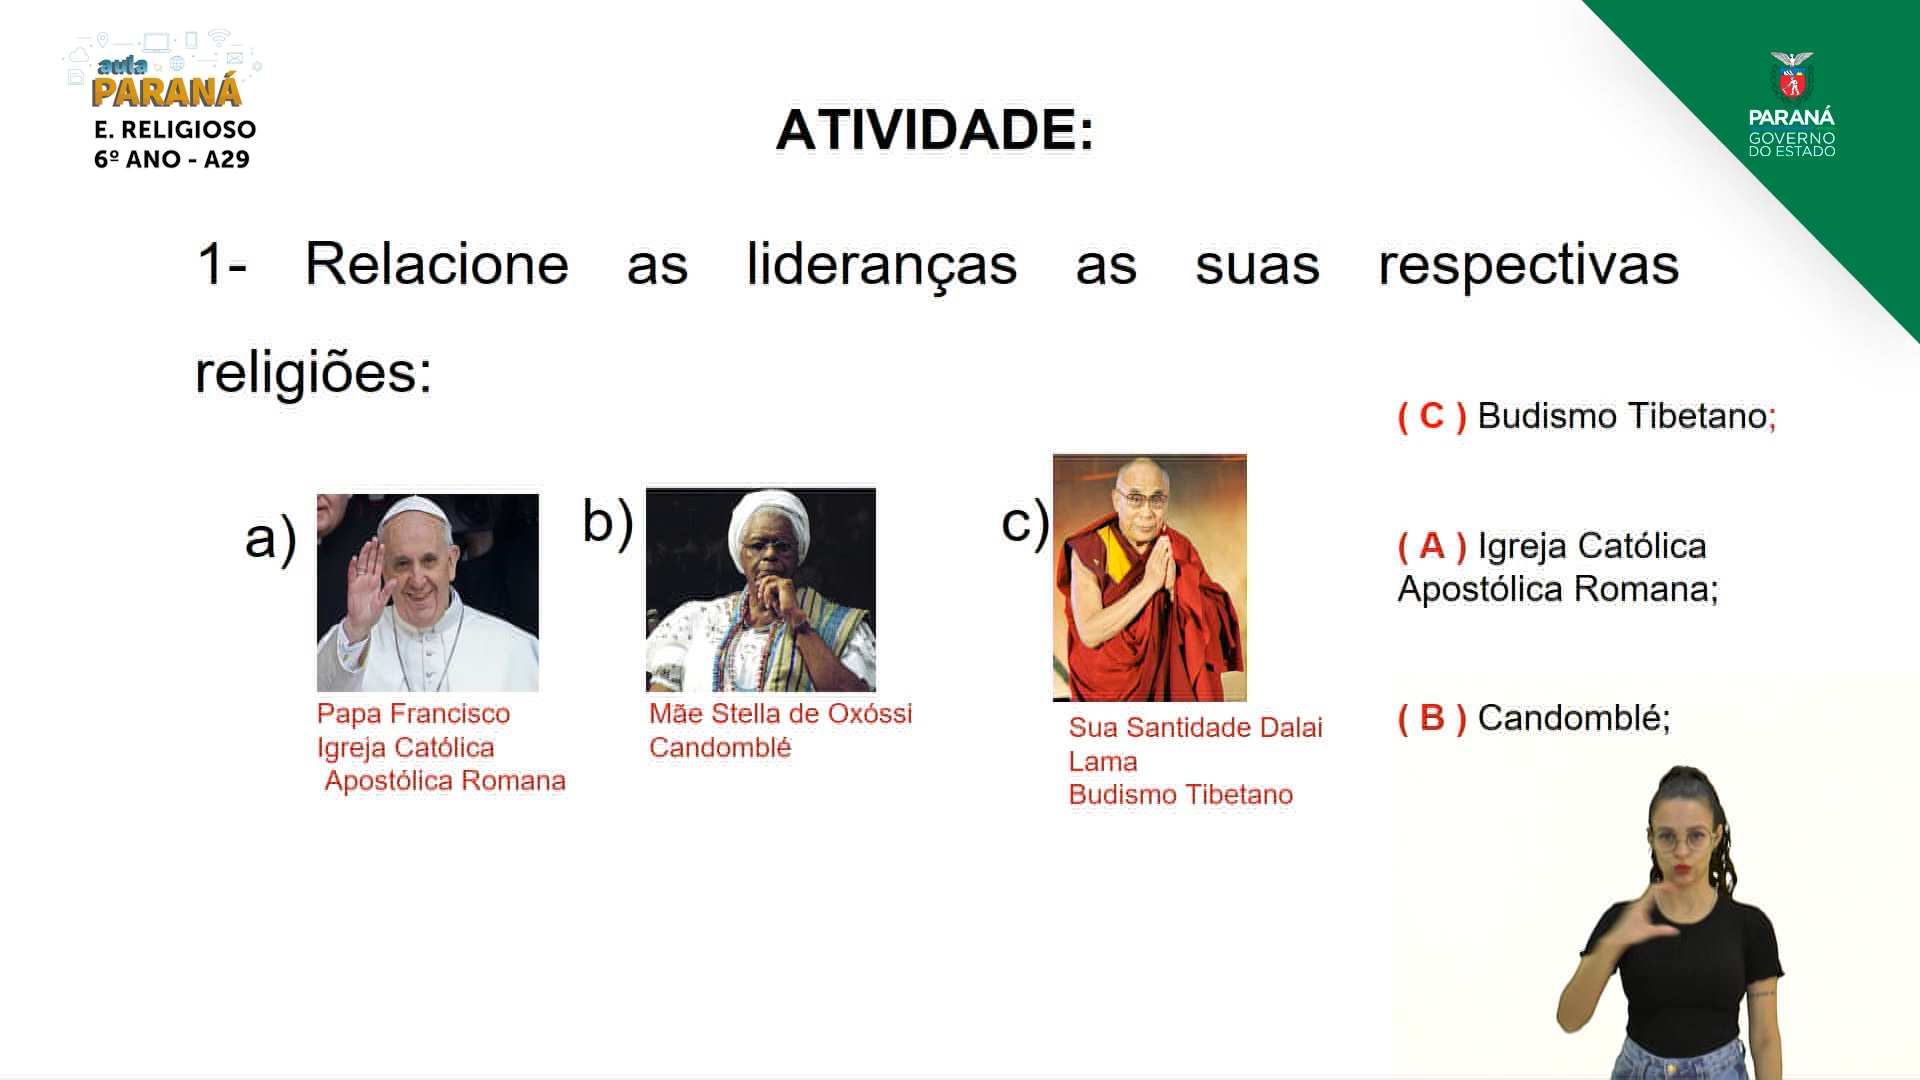 aula
PARANÁ
E. RELIGIOSO
6º ANO - A29
PARANÁ
GOVERNO
DO ESTADO
ATIVIDADE:
1- Relacione as lideranças as suas respectivas
religiões:
a)
Papa Francisco
Igreja Católica
Apostólica Romana
b)
Mãe Stella de Oxóssi
Candomblé
c)
Sua Santidade Dalai
Lama
Budismo Tibetano
( C ) Budismo Tibetano;
( A ) Igreja Católica
Apostólica Romana;
( B ) Candomblé;